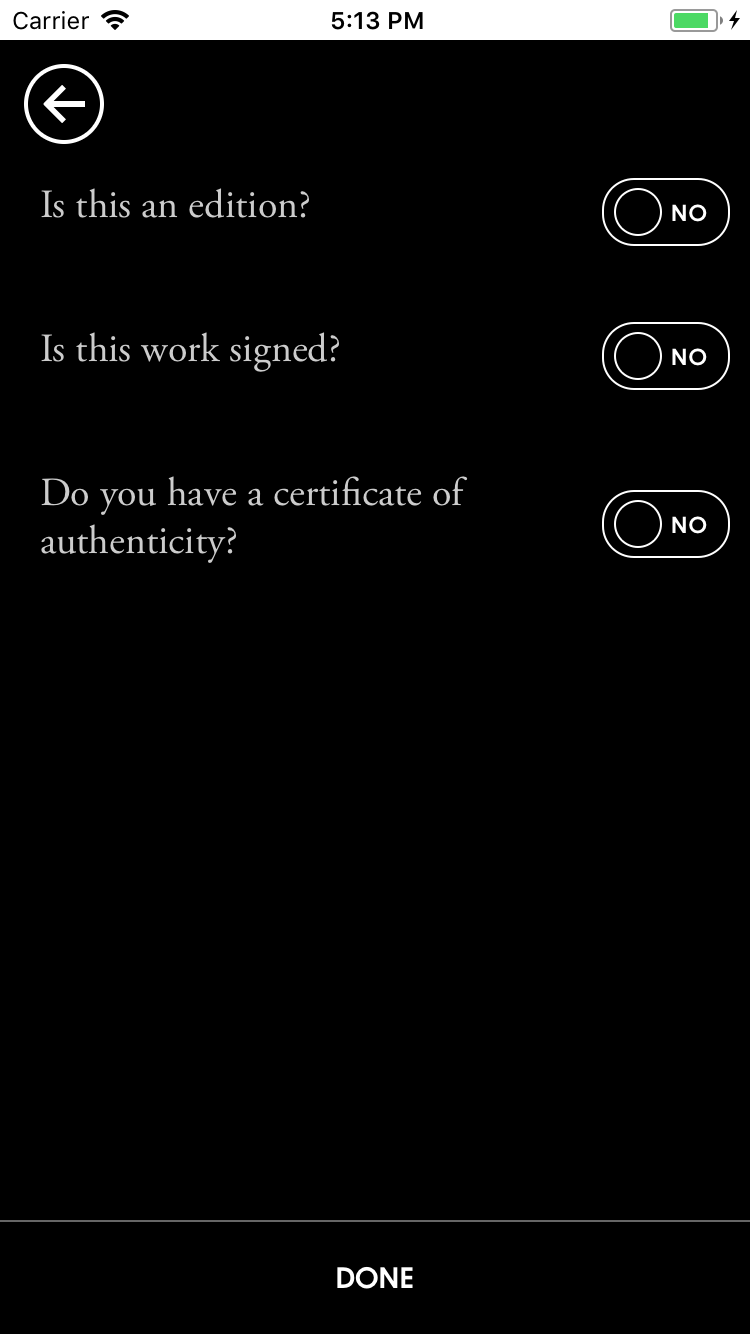 Carrier 5:13 PM
Is this an edition? NO
Is this work signed? NO
Do you have a certificate of
authenticity? NO
DONE